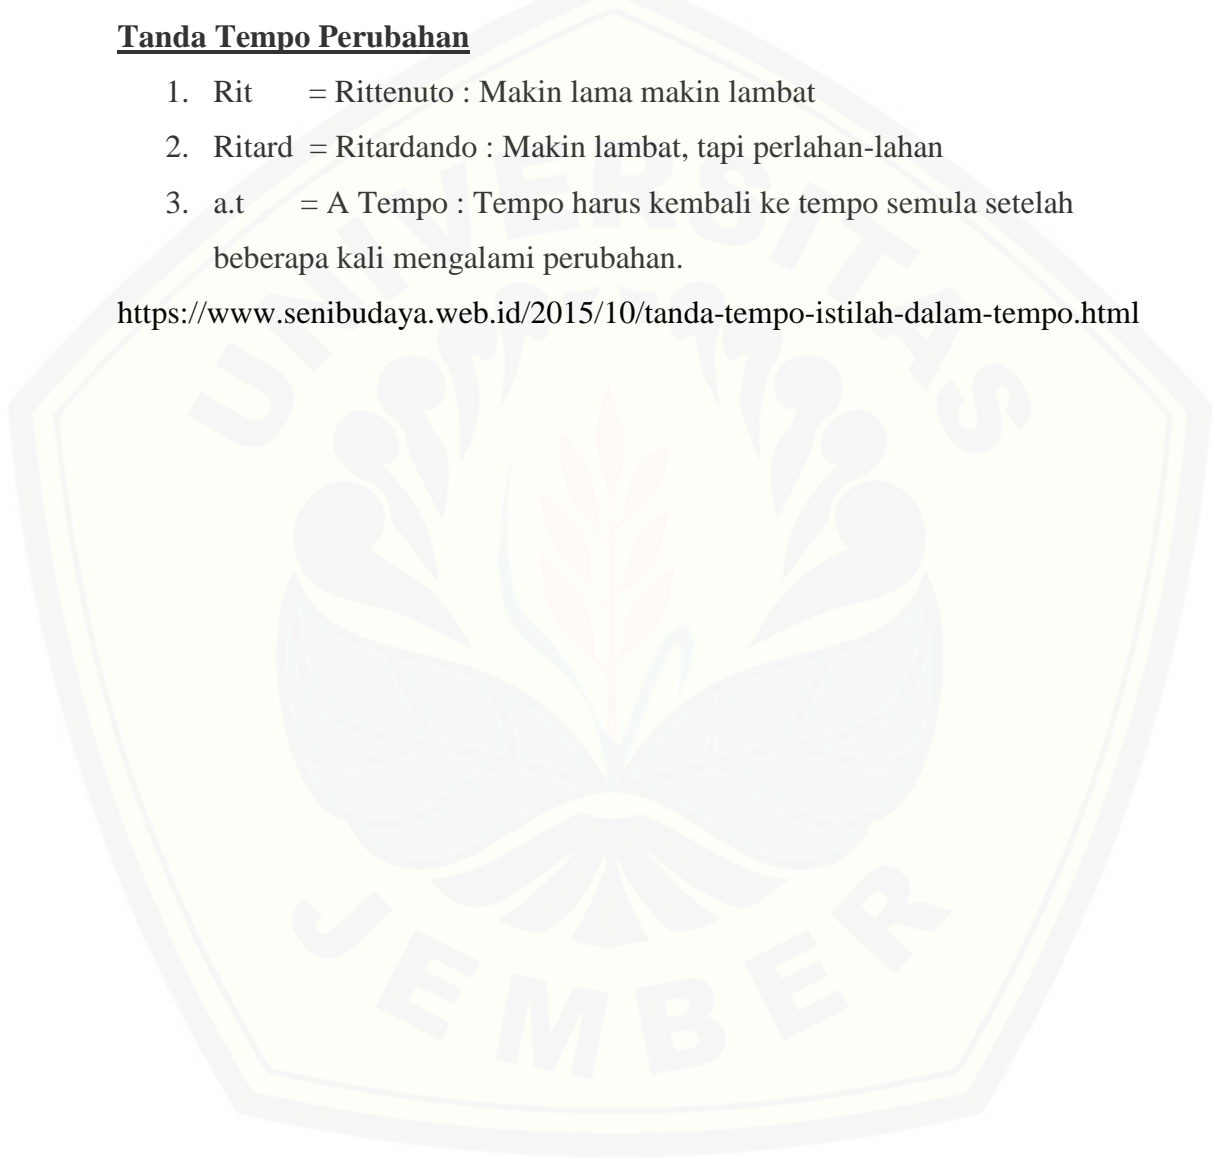 Tanda Tempo Perubahan
1. Rit = Rittenuto : Makin lama makin lambat
2. Ritard = Ritardando : Makin lambat, tapi perlahan-lahan
3. a.t = A Tempo : Tempo harus kembali ke tempo semula setelah
beberapa kali mengalami perubahan.
https://www.senibudaya.web.id/2015/10/tanda-tempo-istilah-dalam-tempo.html
UNIVERSITAS
JEMBER